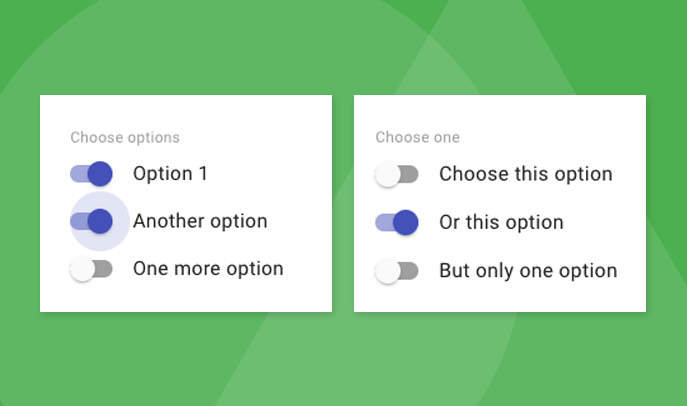 Choose options
Option 1
Another option
One more option
Choose one
Choose this option
Or this option
But only one option